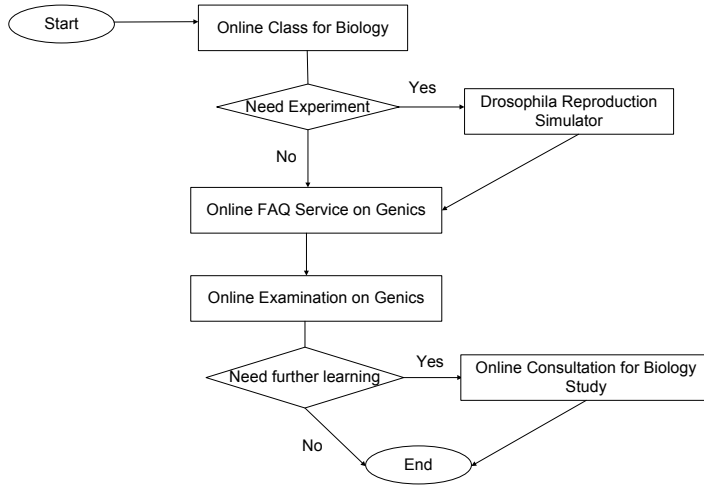 Start
Online Class for Biology
Need Experiment
Yes
Drosophila Reproduction
Simulator
No
Online FAQ Service on Genics
Online Examination on Genics
Need further learning
Yes
Online Consultation for Biology
Study
No
End